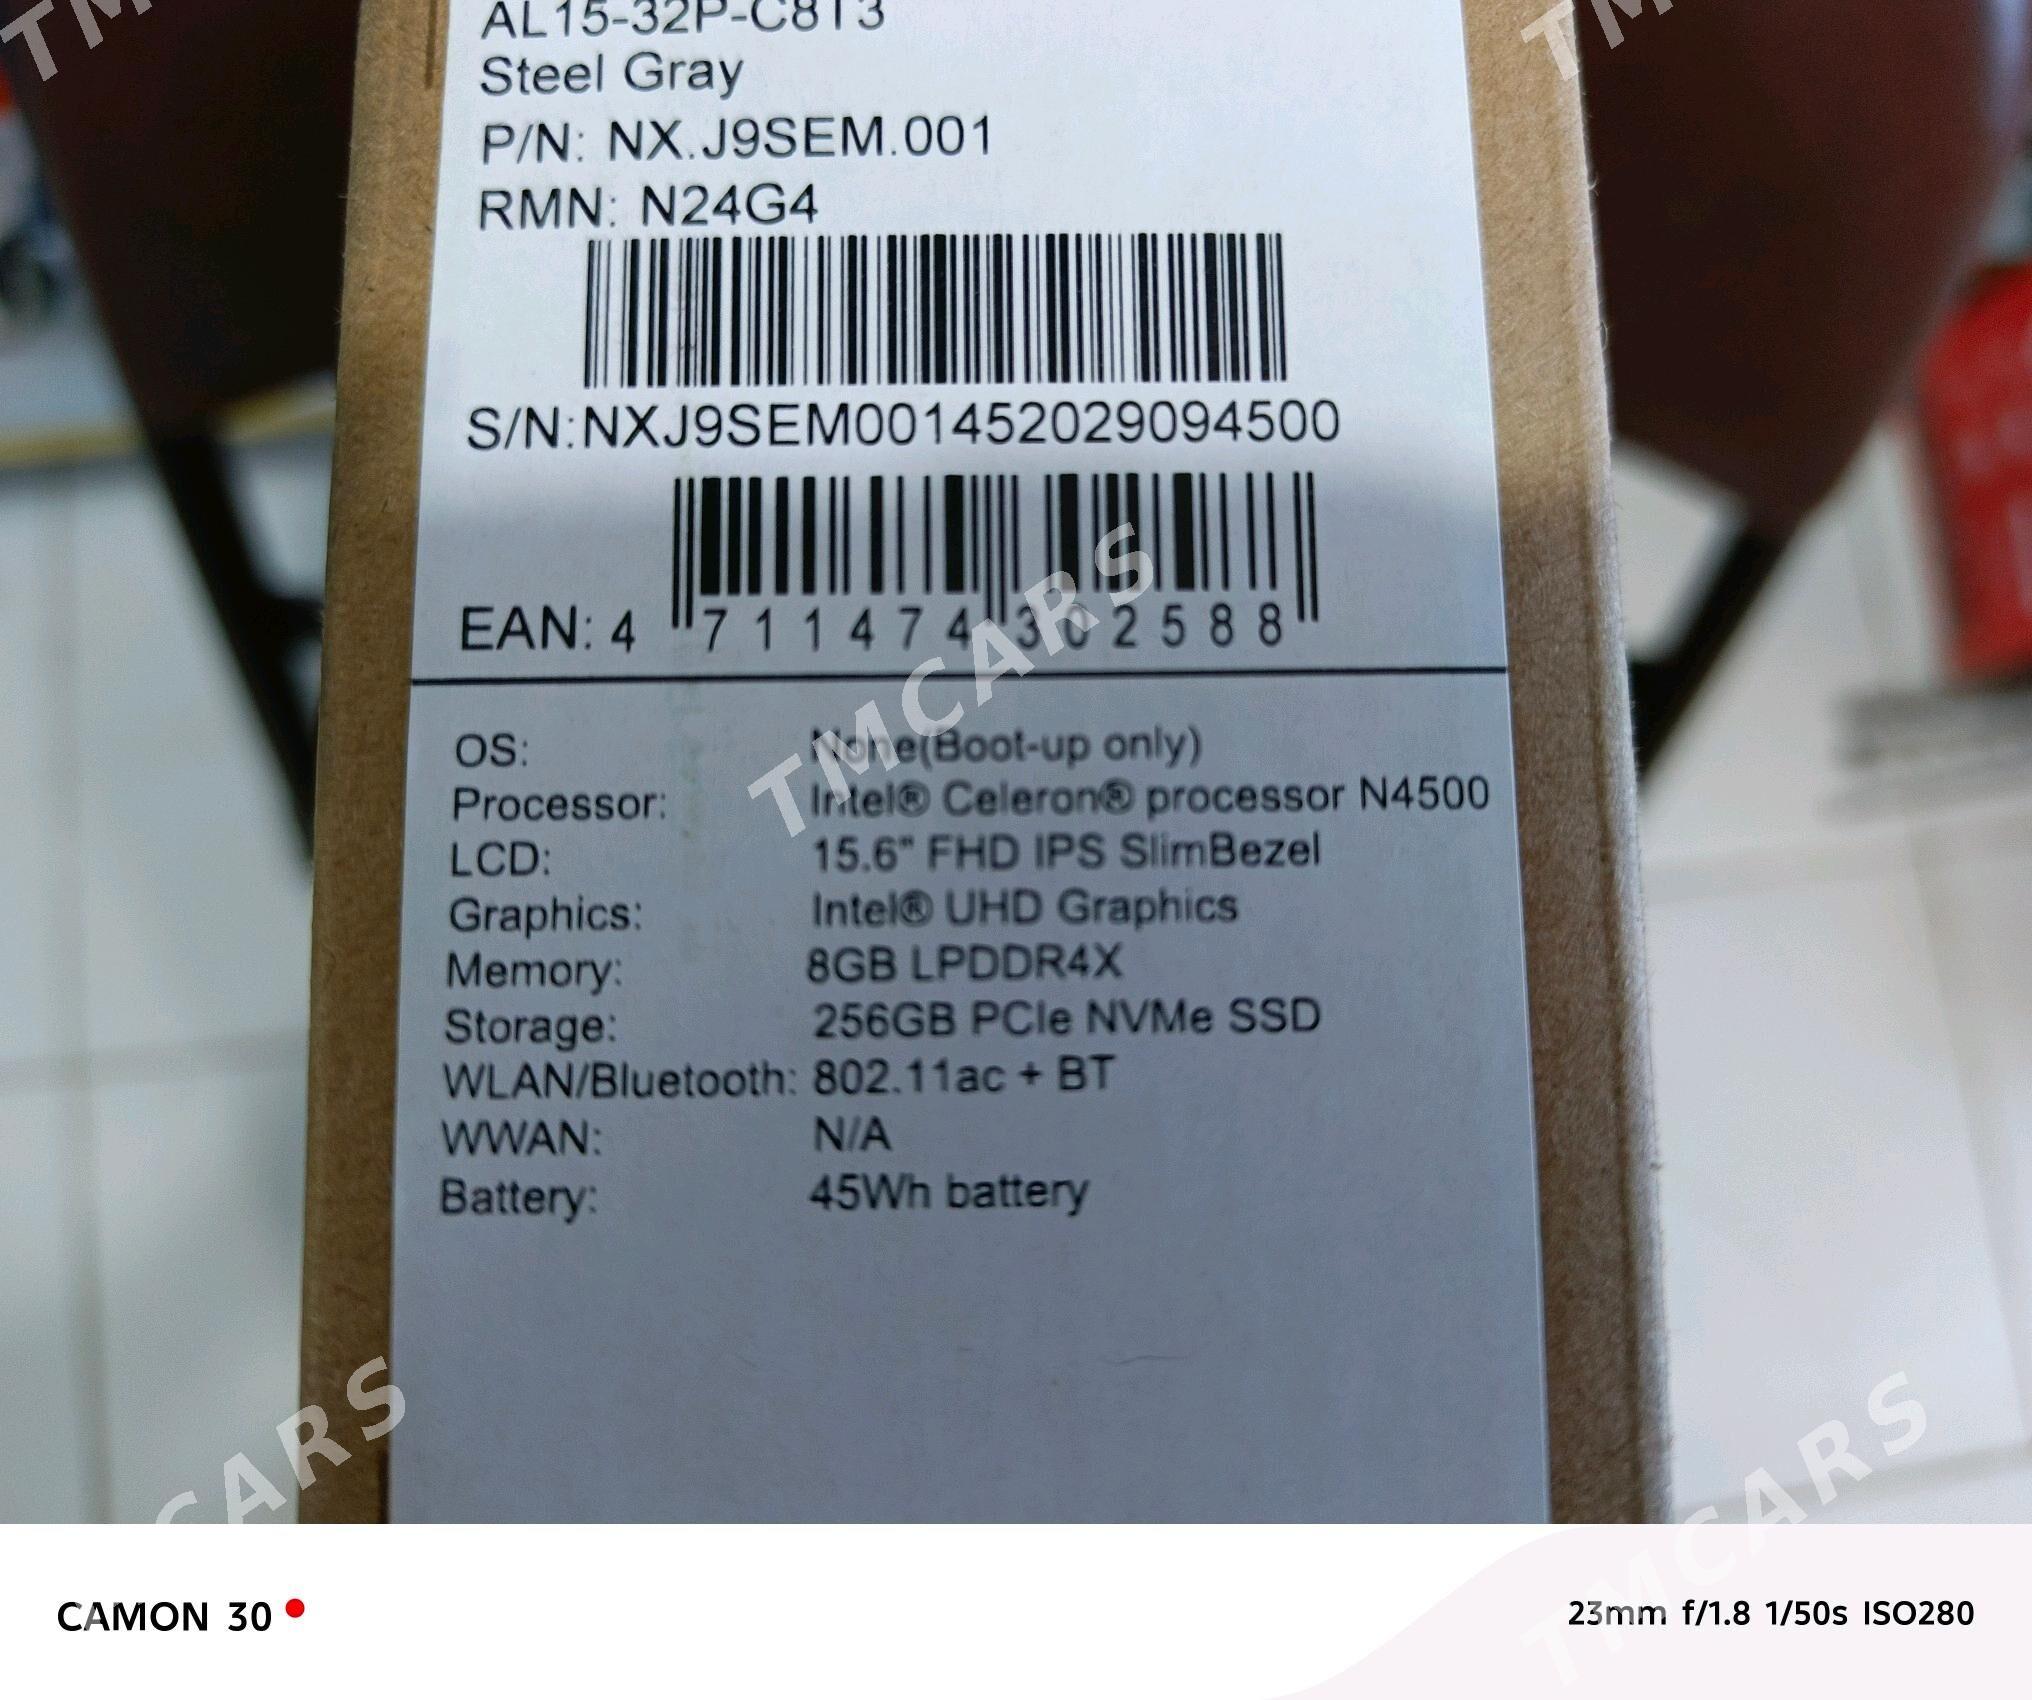 AL15-32P-C8T3
Steel Gray
P/N: NX.J9SEM.001
RMN: N24G4
S/N:NXJ9SEM001452029094500
EAN: 4 711474 302588
OS: None(Boot-up only)
Processor: Intel® Celeron® processor N4500
LCD: 15.6" FHD IPS SlimBezel
Graphics: Intel® UHD Graphics
Memory: 8GB LPDDR4X
Storage: 256GB PCIe NVMe SSD
WLAN/Bluetooth: 802.11ac + BT
WWAN: N/A
Battery: 45Wh battery
TMCARS
CAMON 30
23mm f/1.8 1/50s ISO280